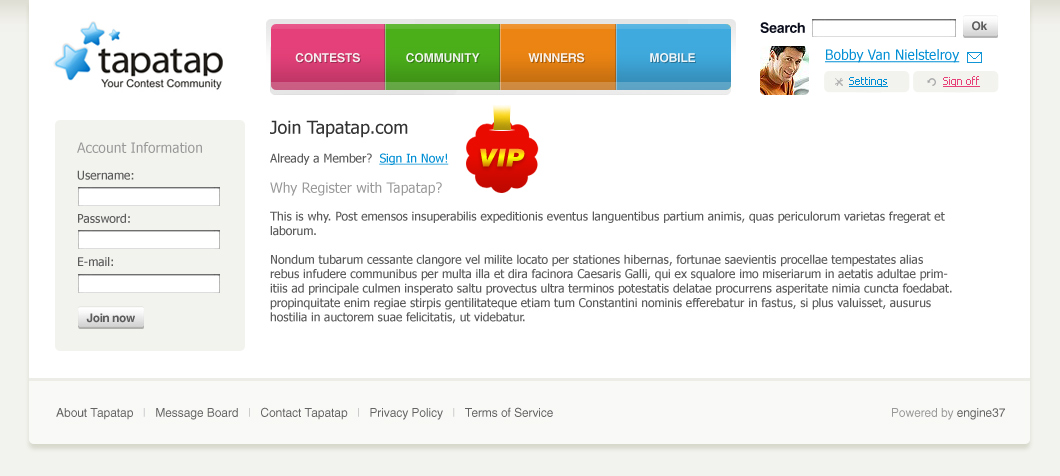 tapatap
Your Contest Community
CONTESTS
COMMUNITY
WINNERS
MOBILE
Search
Ok
Bobby Van Nielstelroy
Settings
Sign off
Account Information
Username:
Password:
E-mail:
Join now
Join Tapatap.com
Already a Member? Sign In Now!
VIP
Why Register with Tapatap?
This is why. Post emensos insuperabilis expeditionis eventus languentibus partium animis, quas periculorum varietas fregerat et
laborum.
Nondum tubarum cessante clangore vel milite locato per stationes hibernas, fortunae saevientis procellae tempestates alias
rebus infudere communibus per multa illa et dira facinora Caesaris Galli, qui ex squalore imo miseriarum in aetatis adultae prim-
itiis ad principale culmen insperato saltu provectus ultra terminos potestatis delatae procurrens asperitate nimia cuncta foedabat.
propinquitate enim regiae stirpis gentilitateque etiam tum Constantini nominis efferebatur in fastus, si plus valuisset, ausurus
hostilia in auctorem suae felicitatis, ut videbatur.
About Tapatap | Message Board | Contact Tapatap | Privacy Policy | Terms of Service
Powered by engine37